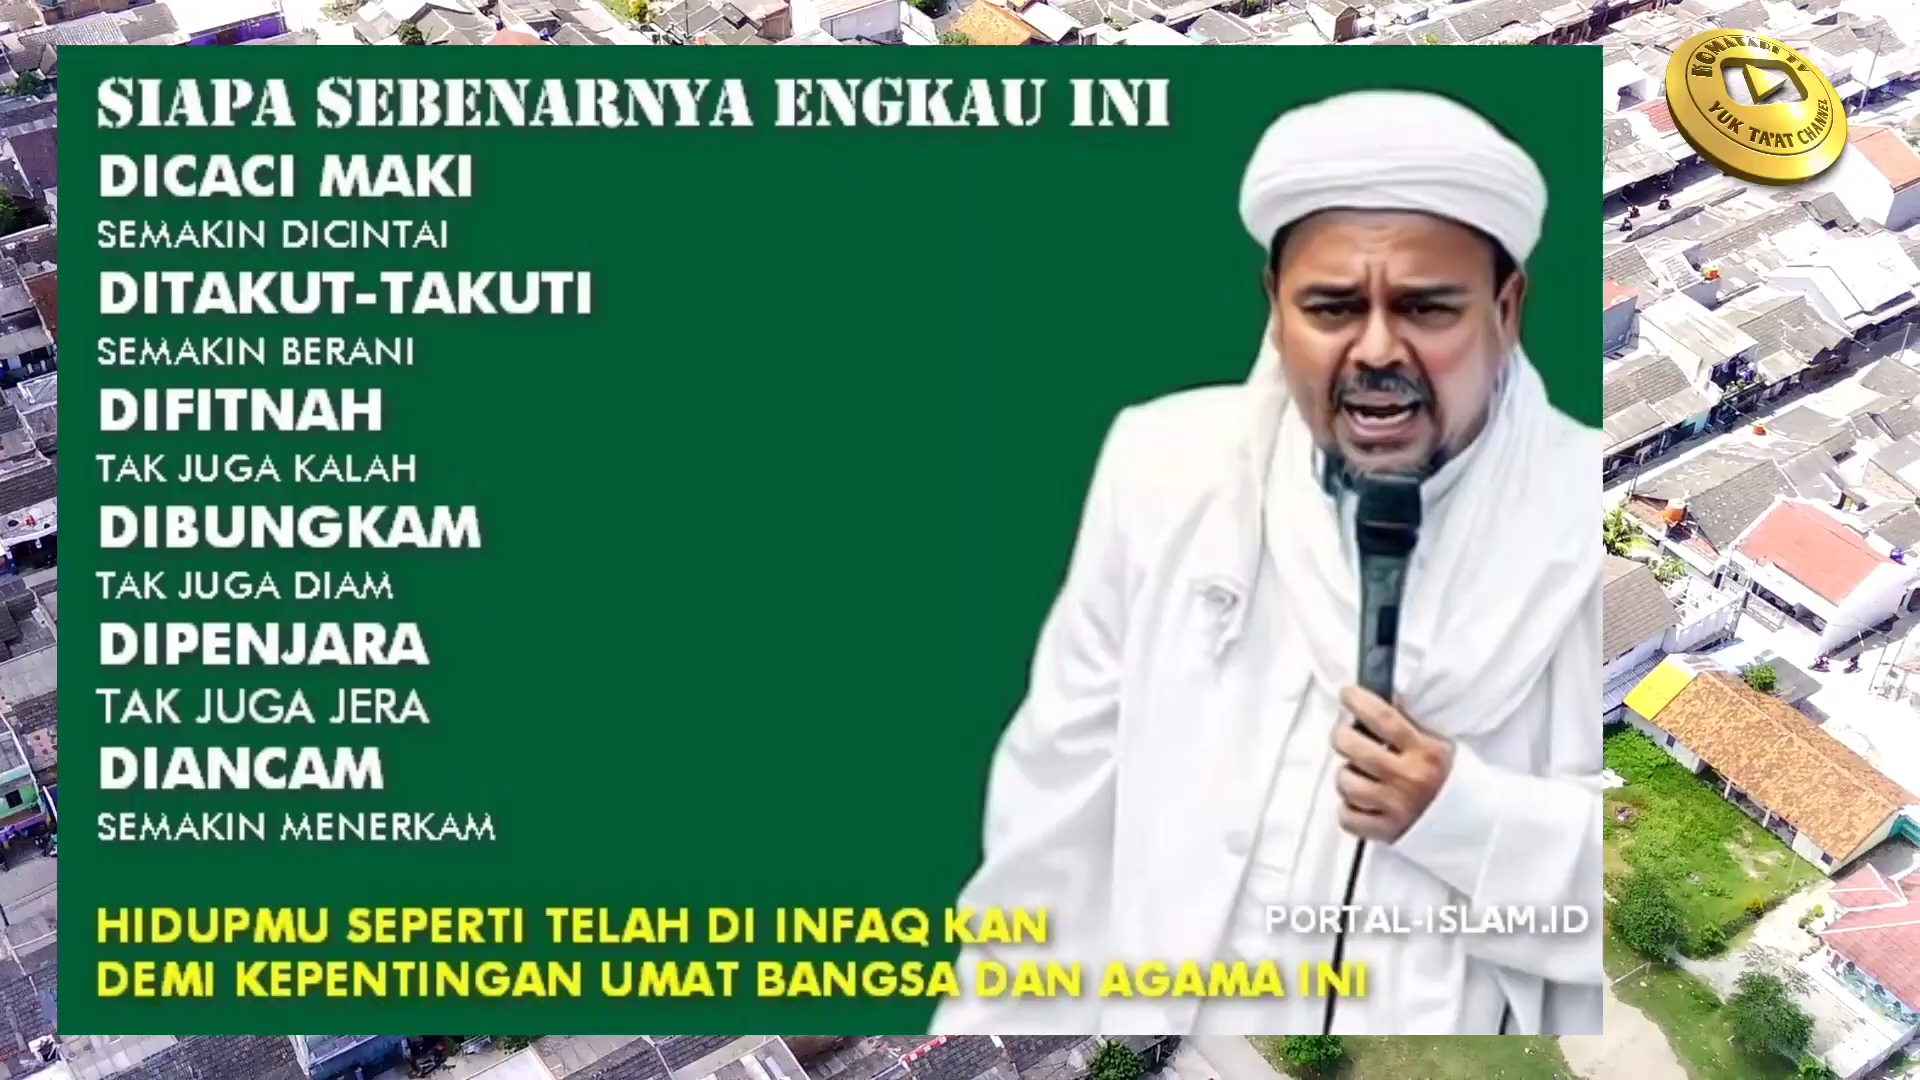 SIAPA SEBENARNYA ENGKAU INI
DICACI MAKI
SEMAKIN DICINTAI
DITAKUT-TAKUTI
SEMAKIN BERANI
DIFITNAH
TAK JUGA KALAH
DIBUNGKAM
TAK JUGA DIAM
DIPENJARA
TAK JUGA JERA
DIANCAM
SEMAKIN MENERKAM
HIDUPMU SEPERTI TELAH DI INFAQ KAN
DEMI KEPENTINGAN UMAT BANGSA DAN AGAMA INI
PORTAL-ISLAM.ID
TV
YUK TA'AT CHANNEL